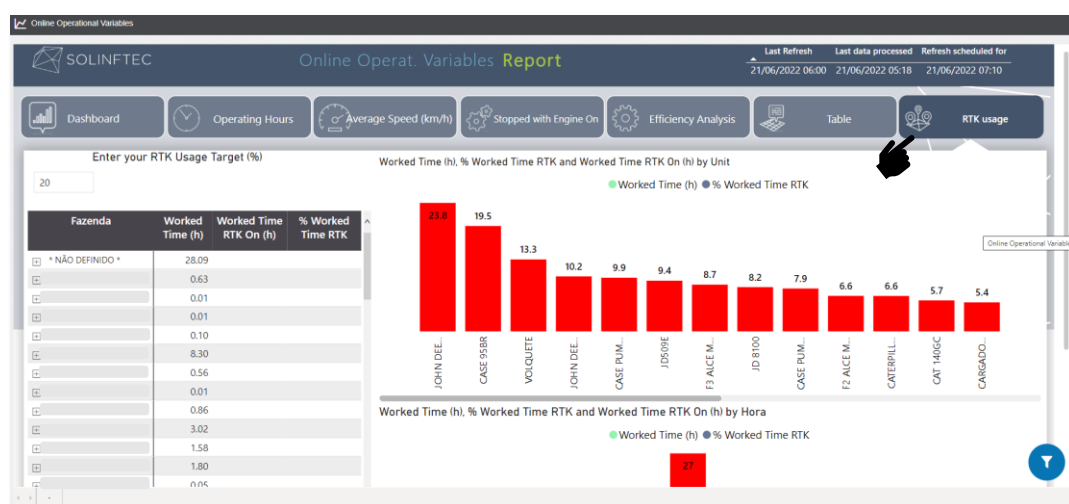 Online Operational Variables
SOLINFTEC
Online Operat. Variables Report
Last Refresh Last data processed Refresh scheduled for
21/06/2022 06:00 21/06/2022 05:18 21/06/2022 07:10
Dashboard
Operating Hours
Average Speed (km/h)
Stopped with Engine On
Efficiency Analysis
Table
RTK usage
Enter your RTK Usage Target (%)
20
Fazenda Worked Time (h) Worked Time RTK On (h) % Worked Time RTK
* NÃO DEFINIDO * 28.09
0.63
0.01
0.01
0.10
8.30
0.56
0.01
0.86
3.02
1.58
1.80
0.05
Worked Time (h), % Worked Time RTK and Worked Time RTK On (h) by Unit
Worked Time (h) % Worked Time RTK
23.8 19.5 13.3 10.2 9.9 9.4 8.7 8.2 7.9 6.6 6.6 5.7 5.4
JOHN DEE...
CASE 95BR
VOLQUETE
JOHN DEE...
CASE PUM...
JD509E
F3 ALCE M...
JD 8100
CASE PUM...
F2 ALCE M...
CATERPILL...
CAT 140GC
CARGADO...
Online Operational Variable
Worked Time (h), % Worked Time RTK and Worked Time RTK On (h) by Hora
Worked Time (h) % Worked Time RTK
27